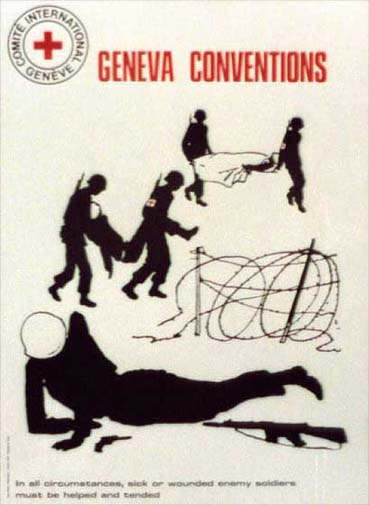 COMITÉ INTERNATIONAL
GENÈVE
GENEVA CONVENTIONS
In all circumstances, sick or wounded enemy soldiers
must be helped and tended